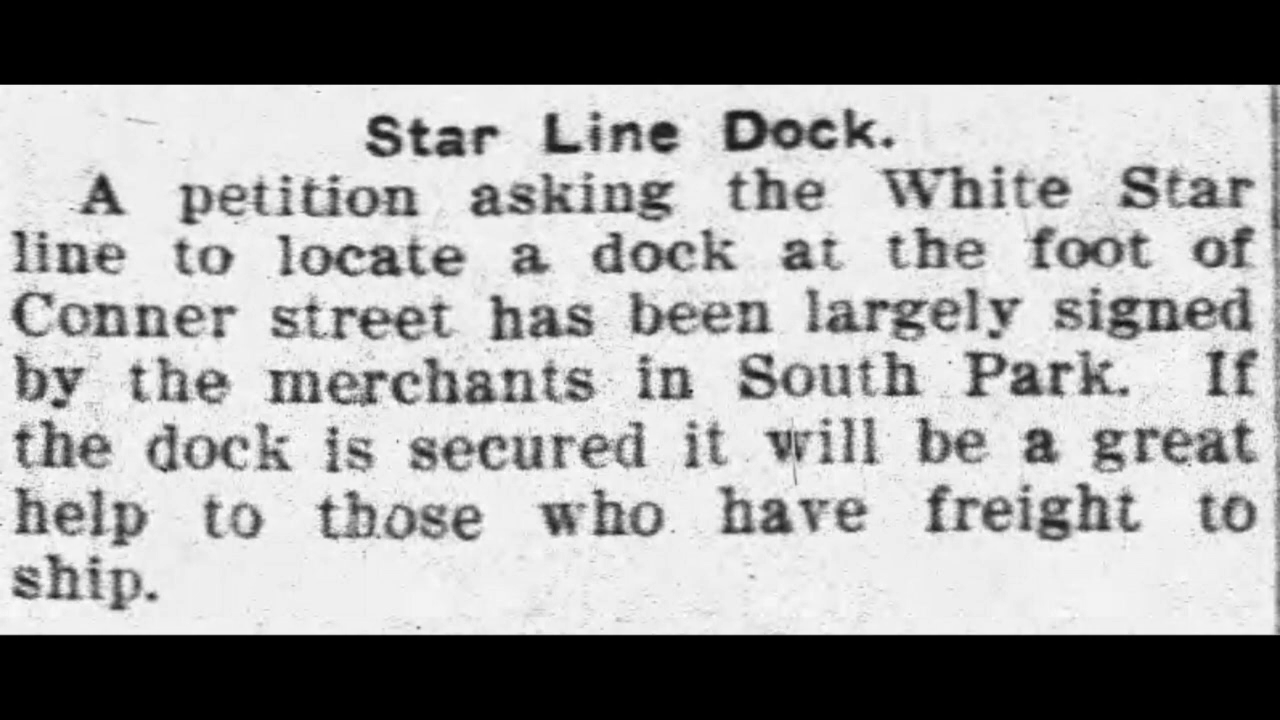 Star Line Dock.
A petition asking the White Star
line to locate a dock at the foot of
Conner street has been largely signed
by the merchants in South Park. If
the dock is secured it will be a great
help to those who have freight to
ship.